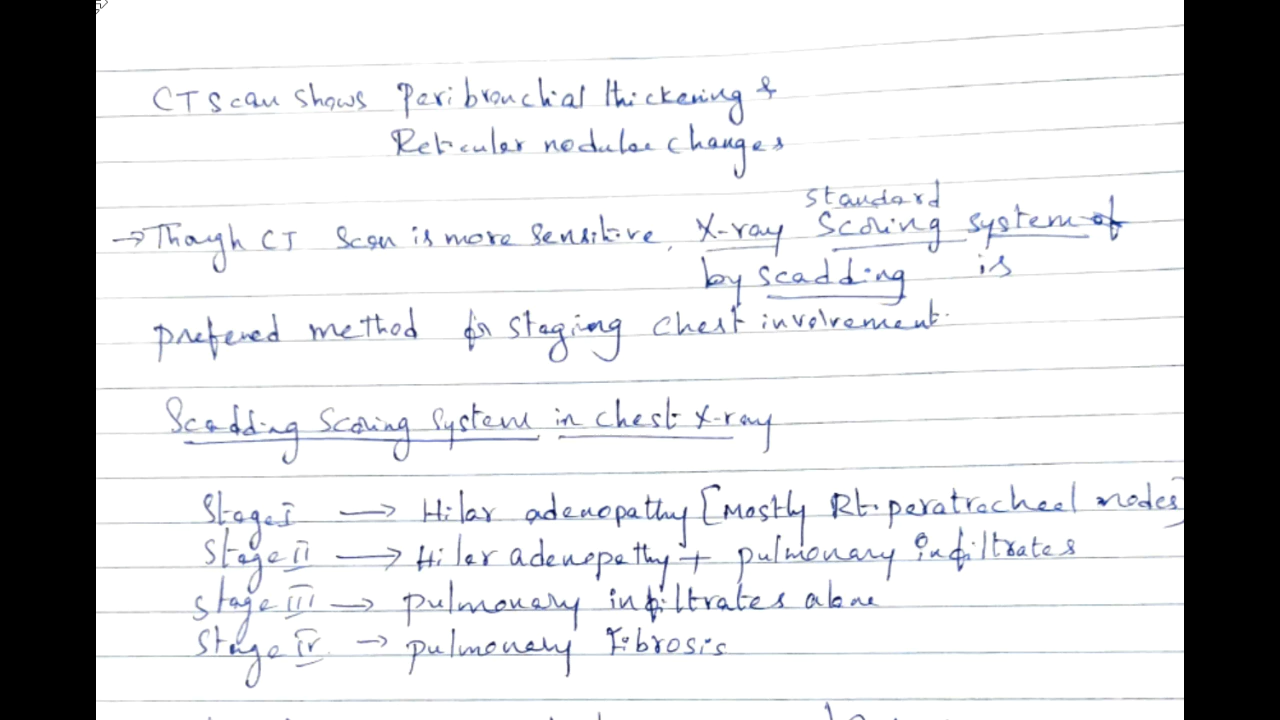 CT Scan shows Peribronchial thickening &
Reticular nodular changes
→ Though CT Scan is more sensitive, X-ray standard Scoring system of
by scadding is
prefered method for staging chest involvement.
Scadding Scoring System in chest X-ray
Stage I → Hilar adenopathy [Mostly Rt. paratracheel nodes]
Stage II → Hiler adenopathy + pulmonary infiltrates
Stage III → pulmonary infiltrates alone
Stage IV → pulmonary Fibrosis